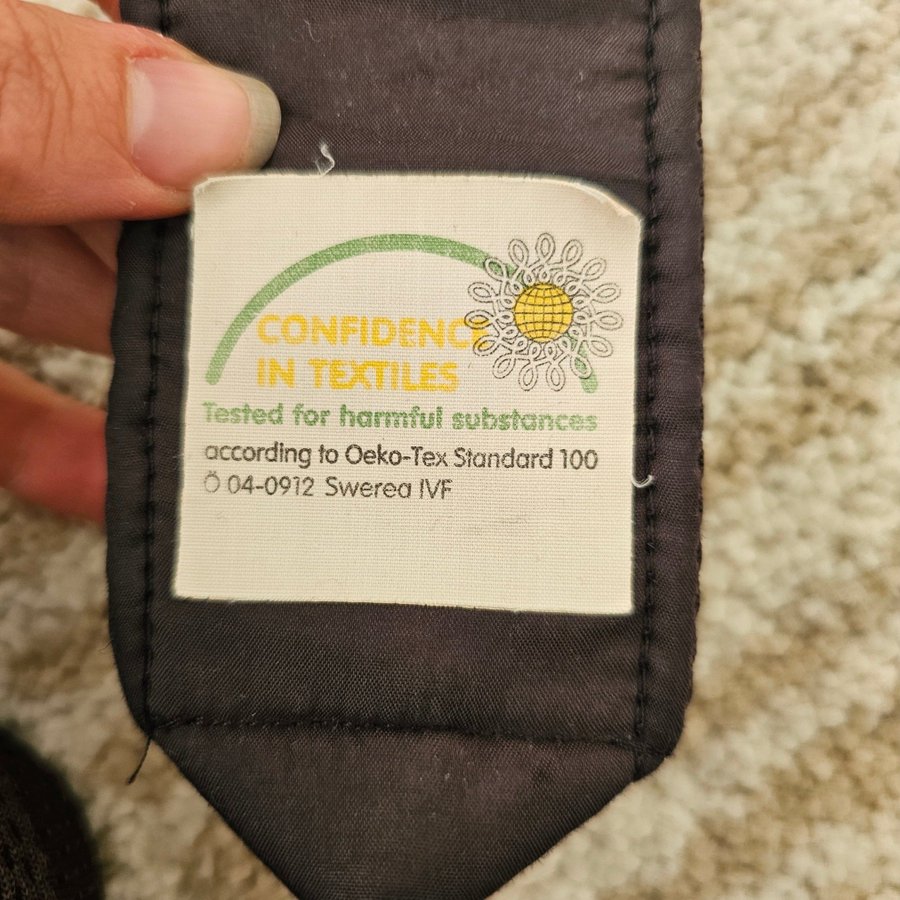 CONFIDENCE
IN TEXTILES
Tested for harmful substances
according to Oeko-Tex Standard 100
Ö 04-0912 Swerea IVF